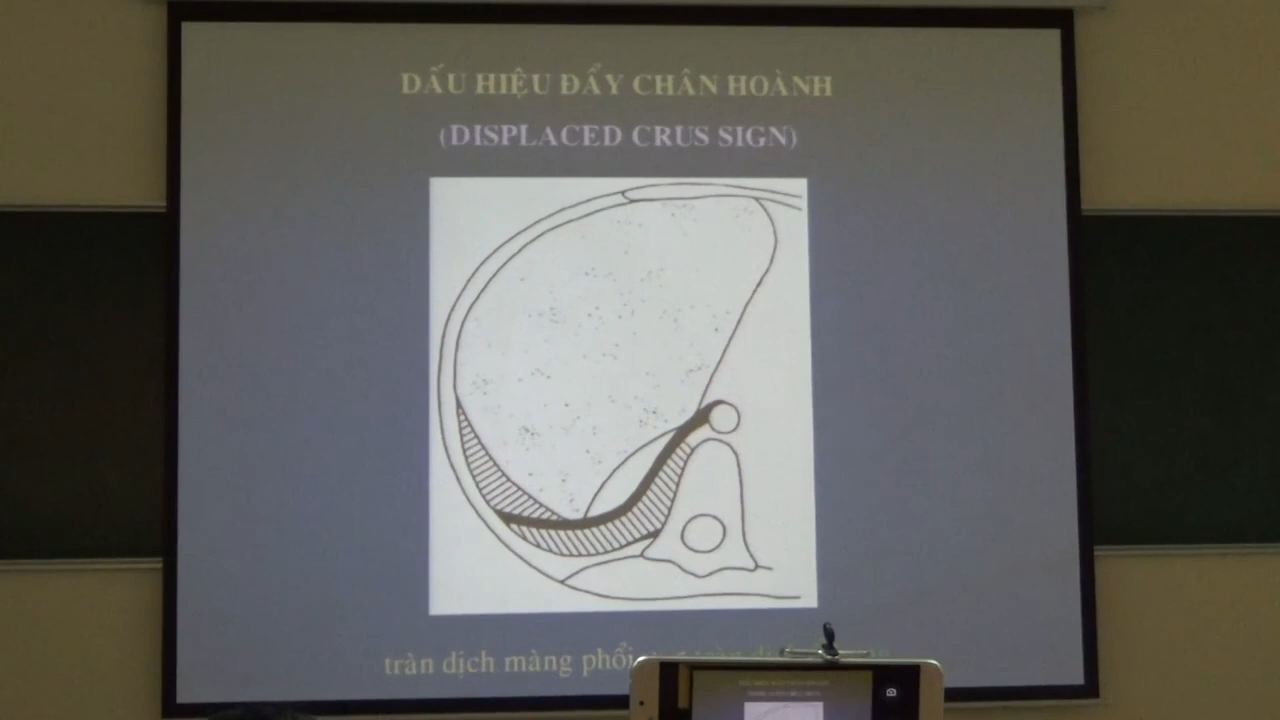 DẤU HIỆU ĐẨY CHÂN HOÀNH
(DISPLACED CRUS SIGN)
tràn dịch màng phổi